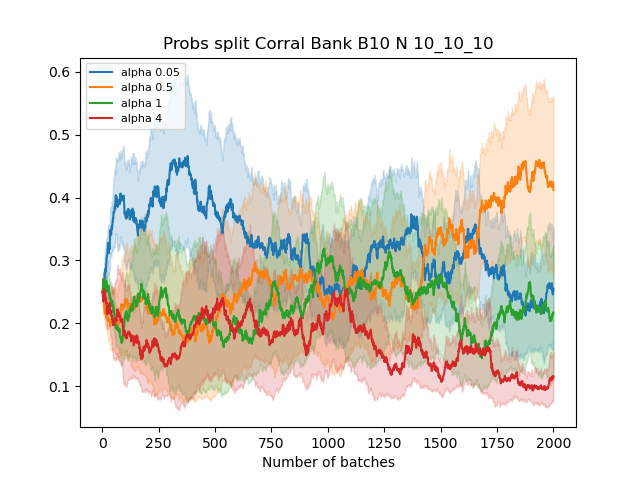 Probs split Corral Bank B10 N 10_10_10
alpha 0.05
alpha 0.5
alpha 1
alpha 4
0.6
0.5
0.4
0.3
0.2
0.1
0 250 500 750 1000 1250 1500 1750 2000
Number of batches